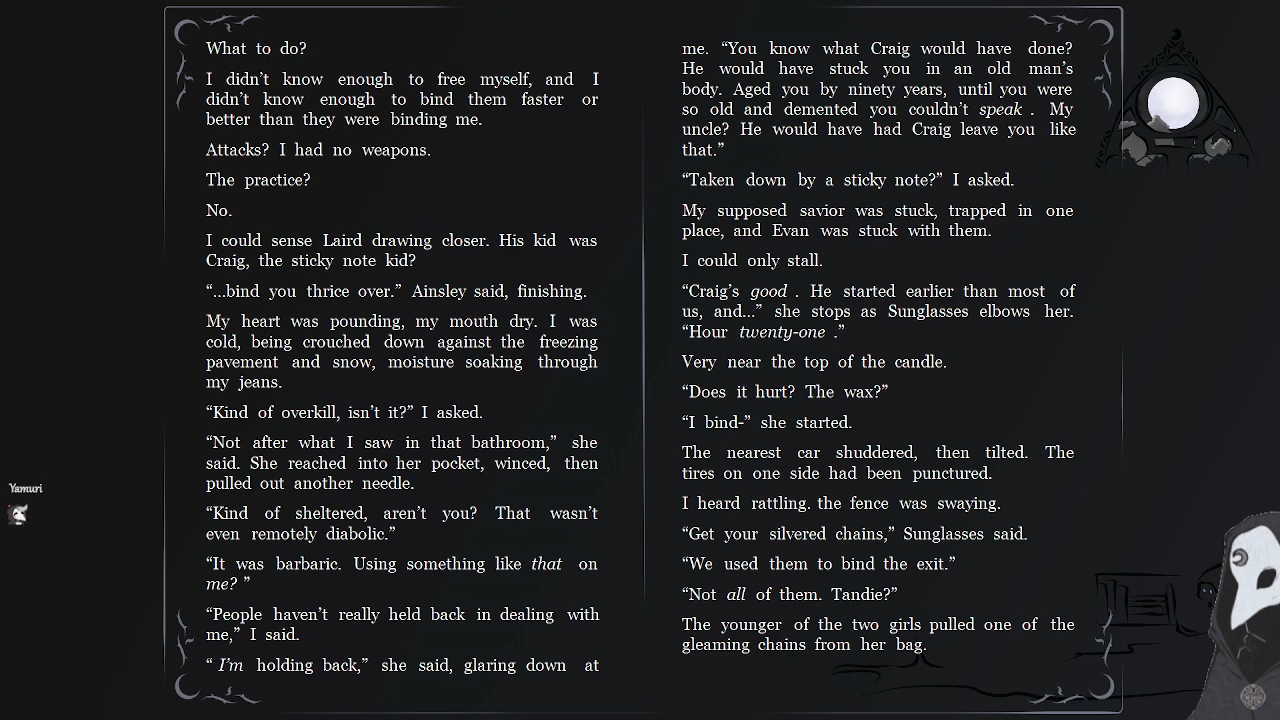 What to do?
I didn’t know enough to free myself, and I
didn’t know enough to bind them faster or
better than they were binding me.
Attacks? I had no weapons.
The practice?
No.
I could sense Laird drawing closer. His kid was
Craig, the sticky note kid?
“…bind you thrice over.” Ainsley said, finishing.
My heart was pounding, my mouth dry. I was
cold, being crouched down against the freezing
pavement and snow, moisture soaking through
my jeans.
“Kind of overkill, isn’t it?” I asked.
“Not after what I saw in that bathroom,” she
said. She reached into her pocket, winced, then
pulled out another needle.
“Kind of sheltered, aren’t you? That wasn’t
even remotely diabolic.”
“It was barbaric. Using something like that on
me? ”
“People haven’t really held back in dealing with
me,” I said.
“ I’m holding back,” she said, glaring down at
me. “You know what Craig would have done?
He would have stuck you in an old man’s
body. Aged you by ninety years, until you were
so old and demented you couldn’t speak . My
uncle? He would have had Craig leave you like
that.”
“Taken down by a sticky note?” I asked.
My supposed savior was stuck, trapped in one
place, and Evan was stuck with them.
I could only stall.
“Craig’s good . He started earlier than most of
us, and…” she stops as Sunglasses elbows her.
“Hour twenty-one .”
Very near the top of the candle.
“Does it hurt? The wax?”
“I bind-” she started.
The nearest car shuddered, then tilted. The
tires on one side had been punctured.
I heard rattling. the fence was swaying.
“Get your silvered chains,” Sunglasses said.
“We used them to bind the exit.”
“Not all of them. Tandie?”
The younger of the two girls pulled one of the
gleaming chains from her bag.
Yamuri